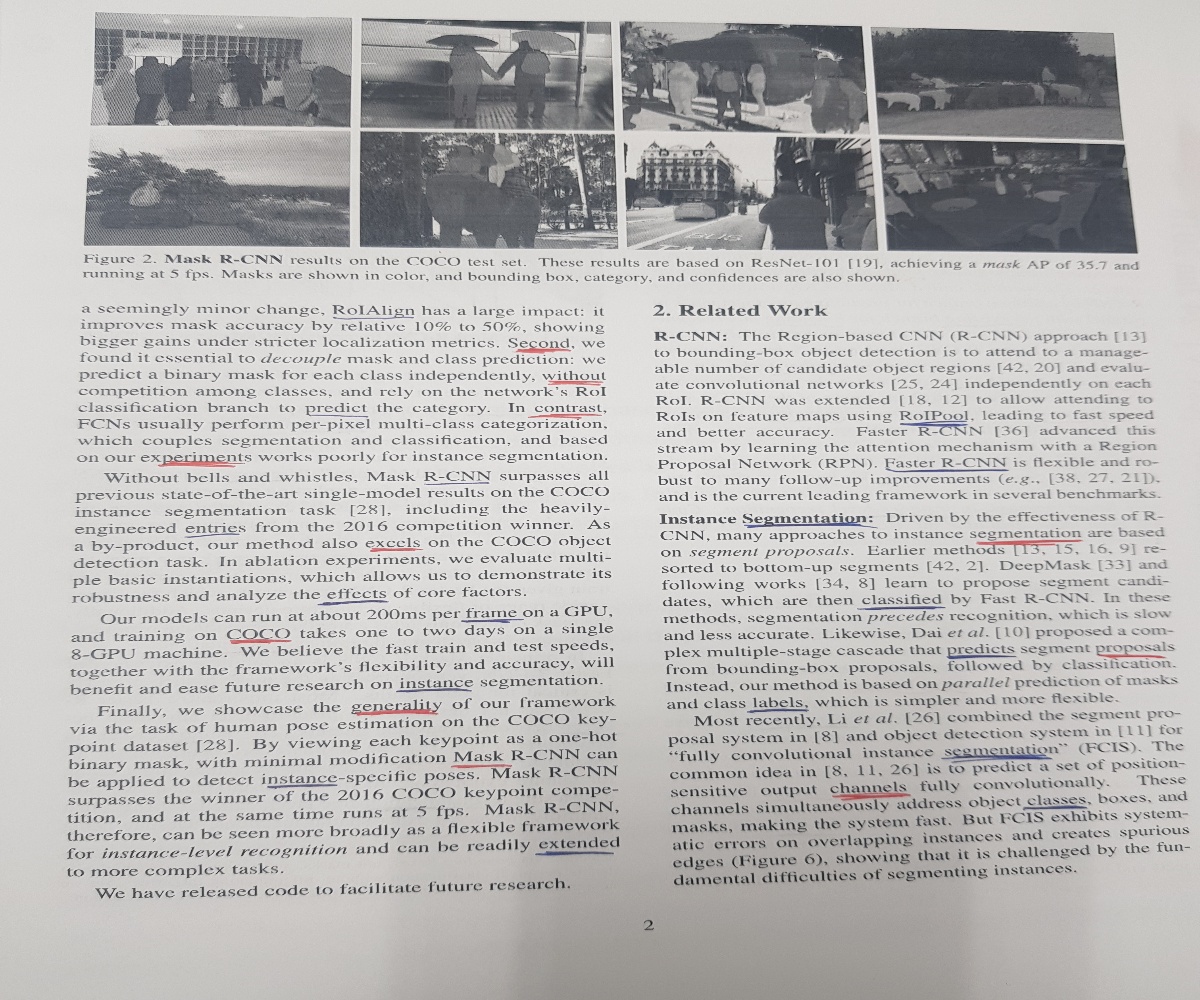 Figure 2. Mask R-CNN results on the COCO test set. These results are based on ResNet-101 [19], achieving a mask AP of 35.7 and
running at 5 fps. Masks are shown in color, and bounding box, category, and confidences are also shown.
a seemingly minor change, RoIAlign has a large impact: it
improves mask accuracy by relative 10% to 50%, showing
bigger gains under stricter localization metrics. Second, we
found it essential to decouple mask and class prediction: we
predict a binary mask for each class independently, without
competition among classes, and rely on the network's RoI
classification branch to predict the category. In contrast,
FCNs usually perform per-pixel multi-class categorization,
which couples segmentation and classification, and based
on our experiments works poorly for instance segmentation.
Without bells and whistles, Mask R-CNN surpasses all
previous state-of-the-art single-model results on the COCO
instance segmentation task [28], including the heavily-
engineered entries from the 2016 competition winner. As
a by-product, our method also excels on the COCO object
detection task. In ablation experiments, we evaluate multi-
ple basic instantiations, which allows us to demonstrate its
robustness and analyze the effects of core factors.
Our models can run at about 200ms per frame on a GPU,
and training on COCO takes one to two days on a single
8-GPU machine. We believe the fast train and test speeds,
together with the framework's flexibility and accuracy, will
benefit and ease future research on instance segmentation.
Finally, we showcase the generality of our framework
via the task of human pose estimation on the COCO key-
point dataset [28]. By viewing each keypoint as a one-hot
binary mask, with minimal modification Mask R-CNN can
be applied to detect instance-specific poses. Mask R-CNN
surpasses the winner of the 2016 COCO keypoint compe-
tition, and at the same time runs at 5 fps. Mask R-CNN,
therefore, can be seen more broadly as a flexible framework
for instance-level recognition and can be readily extended
to more complex tasks.
We have released code to facilitate future research.
2. Related Work
R-CNN: The Region-based CNN (R-CNN) approach [13]
to bounding-box object detection is to attend to a manage-
able number of candidate object regions [42, 20] and evalu-
ate convolutional networks [25, 24] independently on each
RoI. R-CNN was extended [18, 12] to allow attending to
RoIs on feature maps using RoIPool, leading to fast speed
and better accuracy. Faster R-CNN [36] advanced this
stream by learning the attention mechanism with a Region
Proposal Network (RPN). Faster R-CNN is flexible and ro-
bust to many follow-up improvements (e.g., [38, 27, 21]),
and is the current leading framework in several benchmarks.
Instance Segmentation: Driven by the effectiveness of R-
CNN, many approaches to instance segmentation are based
on segment proposals. Earlier methods [13, 15, 16, 9] re-
sorted to bottom-up segments [42, 2]. DeepMask [33] and
following works [34, 8] learn to propose segment candi-
dates, which are then classified by Fast R-CNN. In these
methods, segmentation precedes recognition, which is slow
and less accurate. Likewise, Dai et al. [10] proposed a com-
plex multiple-stage cascade that predicts segment proposals
from bounding-box proposals, followed by classification.
Instead, our method is based on parallel prediction of masks
and class labels, which is simpler and more flexible.
Most recently, Li et al. [26] combined the segment pro-
posal system in [8] and object detection system in [11] for
"fully convolutional instance segmentation" (FCIS). The
common idea in [8, 11, 26] is to predict a set of position-
sensitive output channels fully convolutionally. These
channels simultaneously address object classes, boxes, and
masks, making the system fast. But FCIS exhibits system-
atic errors on overlapping instances and creates spurious
edges (Figure 6), showing that it is challenged by the fun-
damental difficulties of segmenting instances.
2